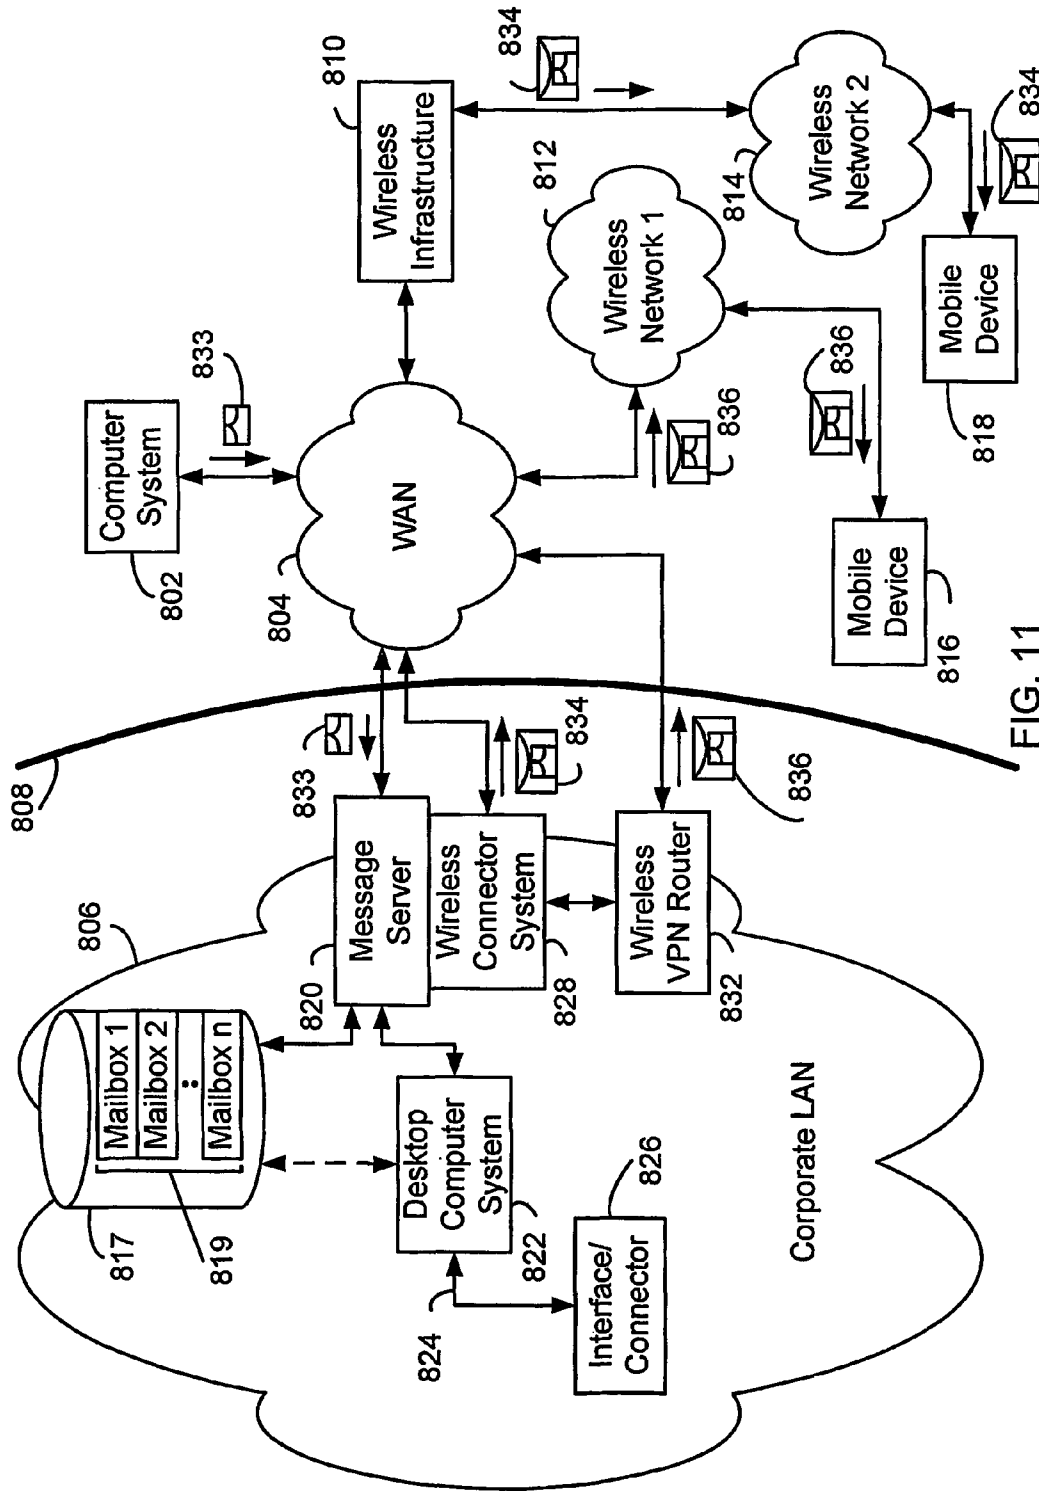 806
808
817
819
Mailbox 1
Mailbox 2
Mailbox n
820
Message
Server
833
Desktop
Computer
System
822
824
Interface/
Connector
826
Wireless
Connector
System
828
834
Wireless
VPN Router
832
836
Corporate LAN
Computer
System
802
833
804
WAN
Wireless
Infrastructure
810
834
812
Wireless
Network 1
836
814
Wireless
Network 2
834
836
Mobile
Device
816
Mobile
Device
818
FIG. 11